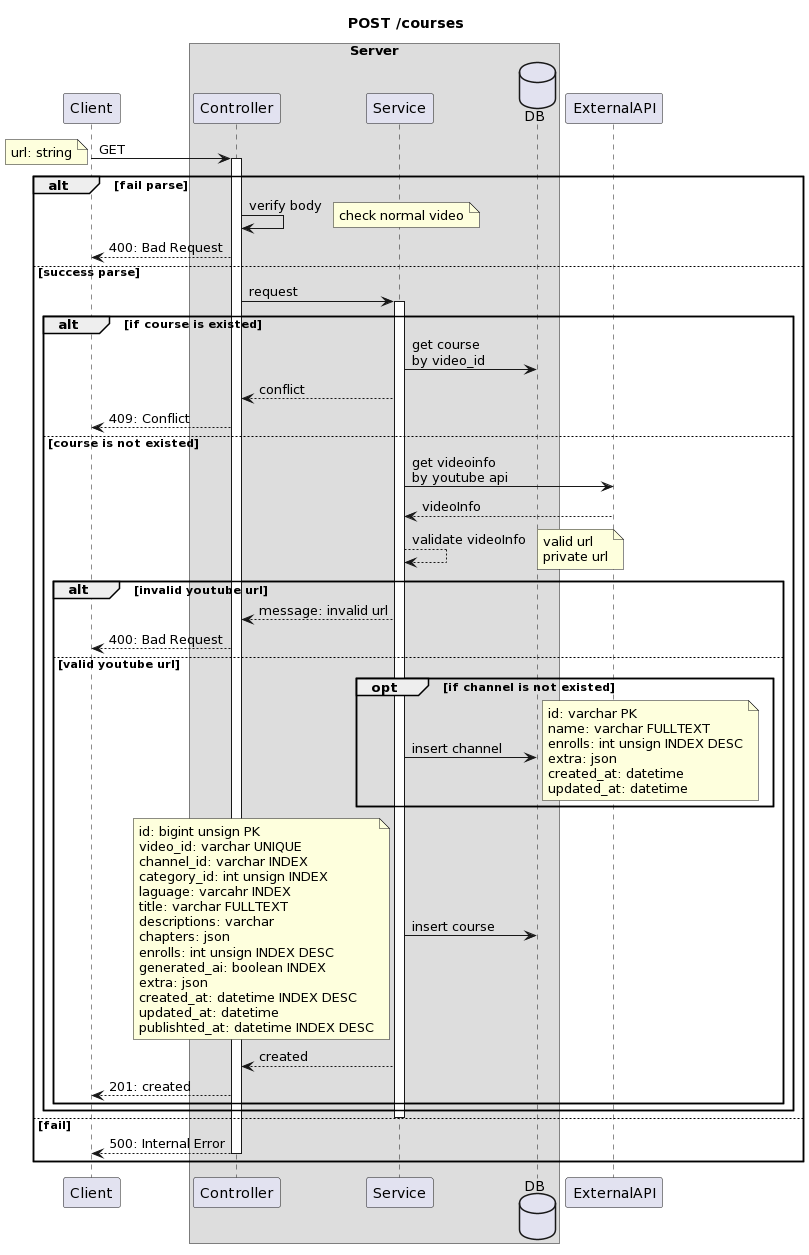 POST /courses
Server
Client
Controller
Service
DB
ExternalAPI
url: string
GET
alt
[fail parse]
verify body
check normal video
400: Bad Request
[success parse]
request
alt
[if course is existed]
get course
by video_id
conflict
409: Conflict
[course is not existed]
get videoinfo
by youtube api
videoInfo
validate videoInfo
valid url
private url
alt
[invalid youtube url]
message: invalid url
400: Bad Request
[valid youtube url]
opt
[if channel is not existed]
insert channel
id: varchar PK
name: varchar FULLTEXT
enrolls: int unsign INDEX DESC
extra: json
created_at: datetime
updated_at: datetime
id: bigint unsign PK
video_id: varchar UNIQUE
channel_id: varchar INDEX
category_id: int unsign INDEX
laguage: varcahr INDEX
title: varchar FULLTEXT
descriptions: varchar
chapters: json
enrolls: int unsign INDEX DESC
generated_ai: boolean INDEX
extra: json
created_at: datetime INDEX DESC
updated_at: datetime
publishted_at: datetime INDEX DESC
insert course
created
201: created
[fail]
500: Internal Error
Client
Controller
Service
DB
ExternalAPI